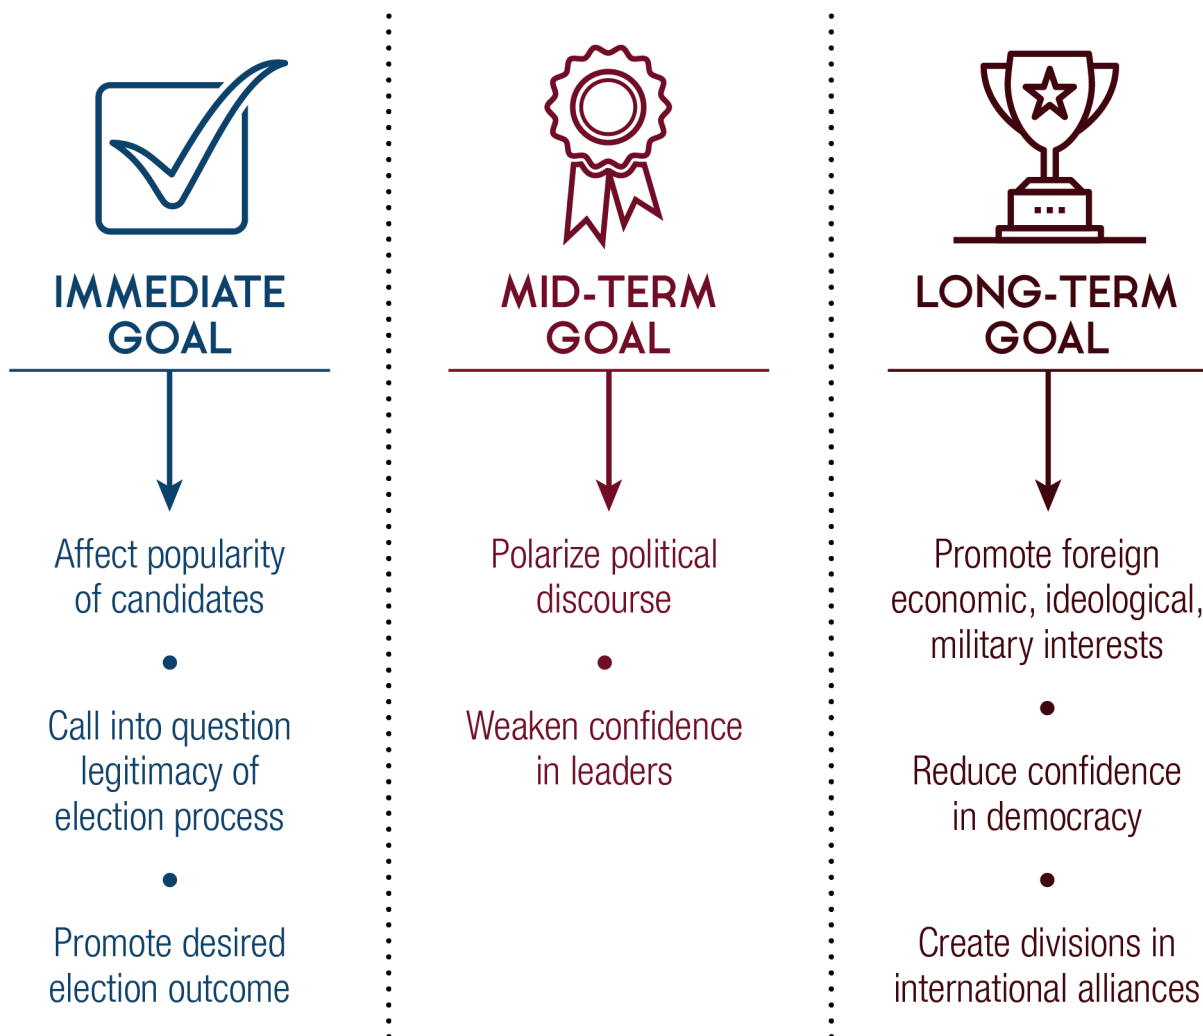 IMMEDIATE
GOAL
Affect popularity
of candidates
•
Call into question
legitimacy of
election process
•
Promote desired
election outcome
MID-TERM
GOAL
Polarize political
discourse
•
Weaken confidence
in leaders
LONG-TERM
GOAL
Promote foreign
economic, ideological,
military interests
•
Reduce confidence
in democracy
•
Create divisions in
international alliances